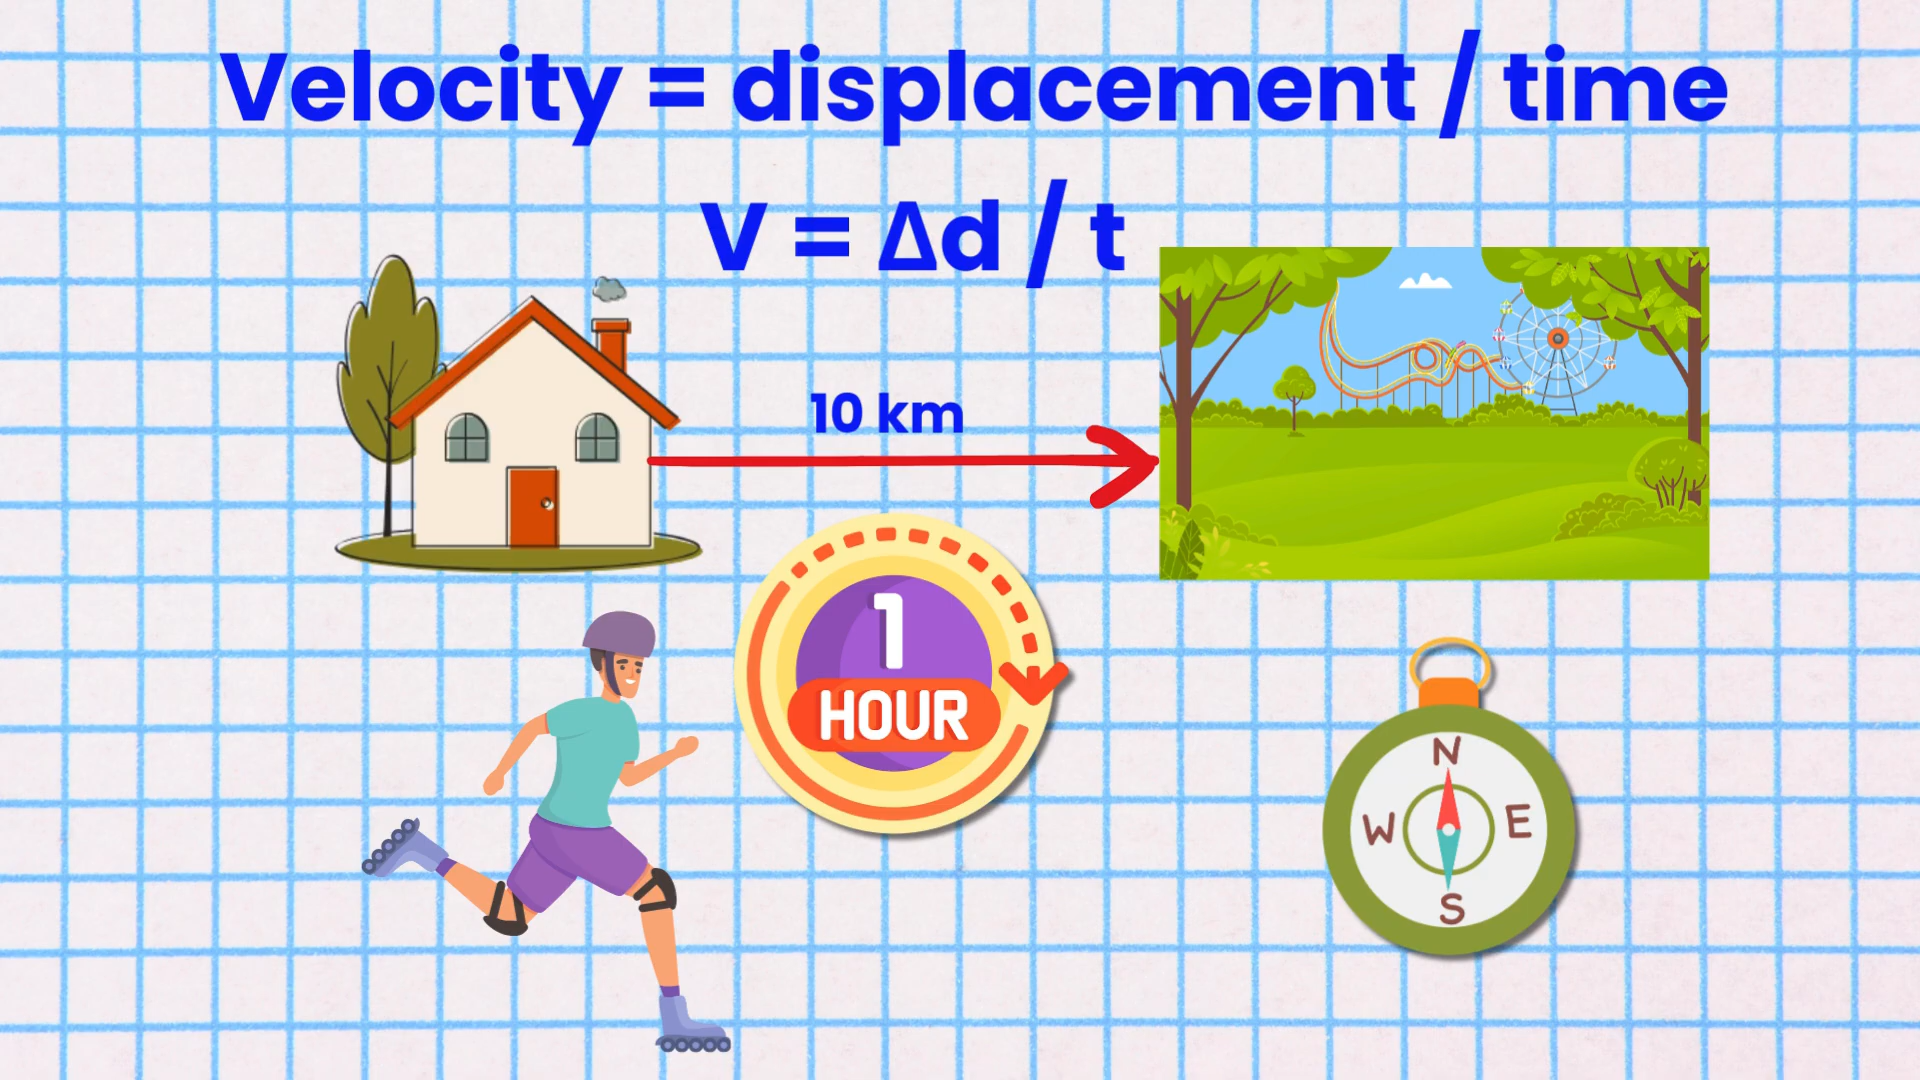 Velocity = displacement / time
V = Δd / t
10 km
1
HOUR
N
W E
S